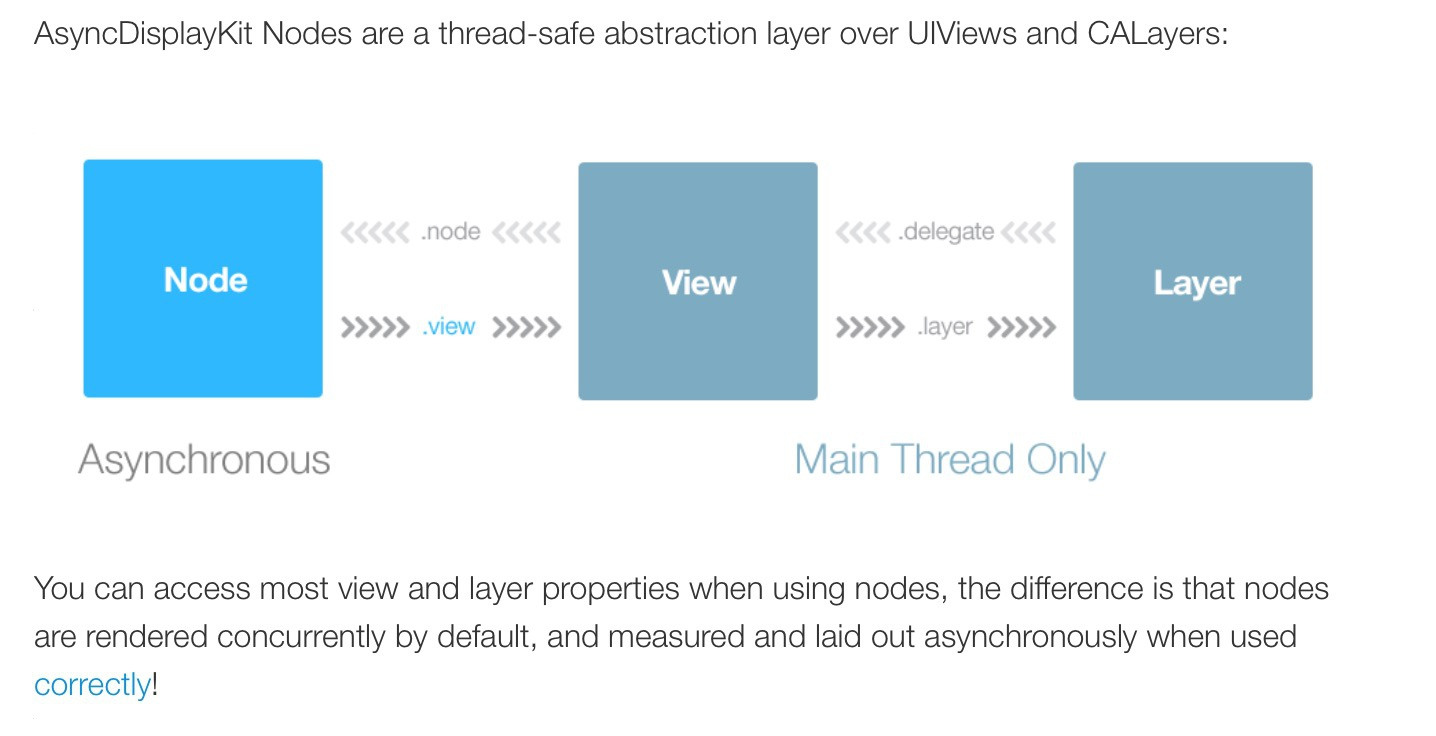 AsyncDisplayKit Nodes are a thread-safe abstraction layer over UIViews and CALayers:
.node
.delegate
Node
View
Layer
.view
.layer
Asynchronous
Main Thread Only
You can access most view and layer properties when using nodes, the difference is that nodes
are rendered concurrently by default, and measured and laid out asynchronously when used
correctly!